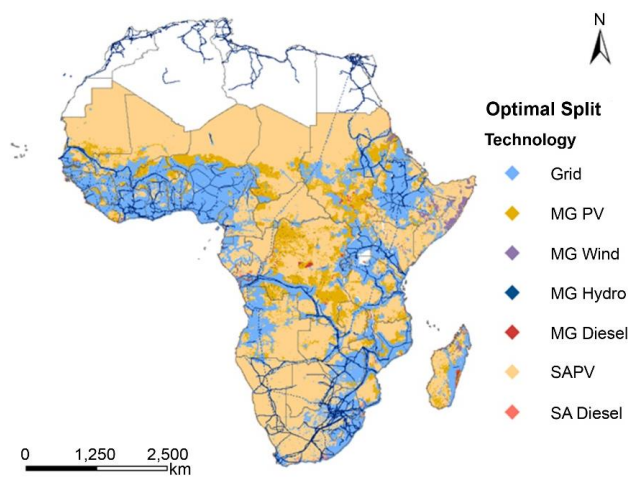 N
Optimal Split
Technology
Grid
MG PV
MG Wind
MG Hydro
MG Diesel
SAPV
SA Diesel
0 1,250 2,500
km